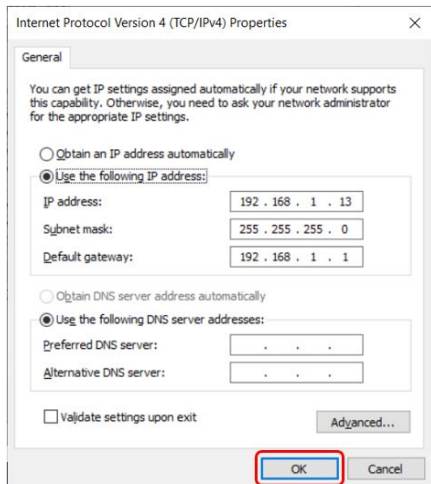 Internet Protocol Version 4 (TCP/IPv4) Properties
General
You can get IP settings assigned automatically if your network supports
this capability. Otherwise, you need to ask your network administrator
for the appropriate IP settings.
Obtain an IP address automatically
Use the following IP address:
IP address: 192 . 168 . 1 . 13
Subnet mask: 255 . 255 . 255 . 0
Default gateway: 192 . 168 . 1 . 1
Obtain DNS server address automatically
Use the following DNS server addresses:
Preferred DNS server: . . .
Alternative DNS server: . . .
Validate settings upon exit
Advanced...
OK Cancel